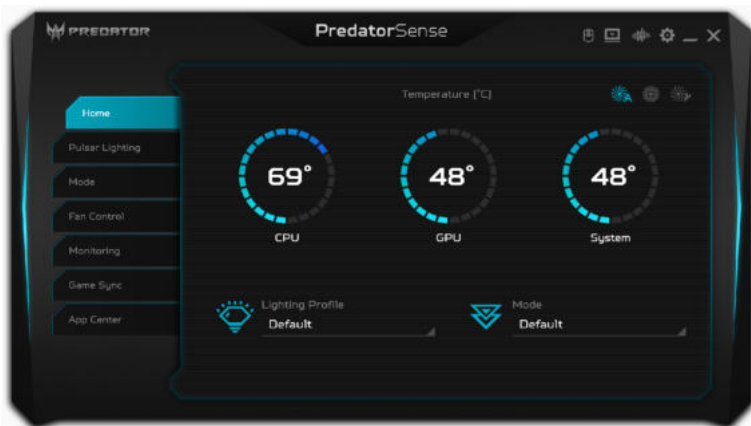 PREDATOR
PredatorSense
Temperature (°C)
Home
Pulsar Lighting
Mode
Fan Control
Monitoring
Game Sync
App Center
69°
48°
48°
CPU
GPU
System
Lighting Profile
Default
Mode
Default